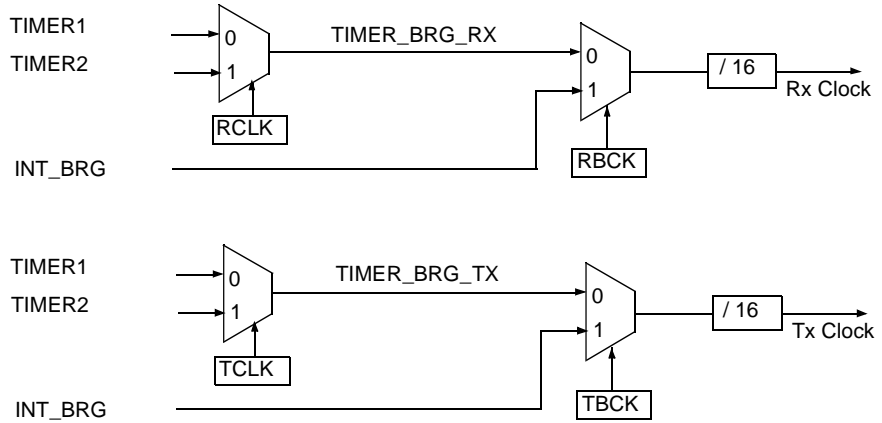 TIMER1
0
TIMER_BRG_RX
0
/ 16
TIMER2
1
1
Rx Clock
RCLK
RBCK
INT_BRG
TIMER1
0
TIMER_BRG_TX
0
/ 16
TIMER2
1
1
Tx Clock
TCLK
TBCK
INT_BRG